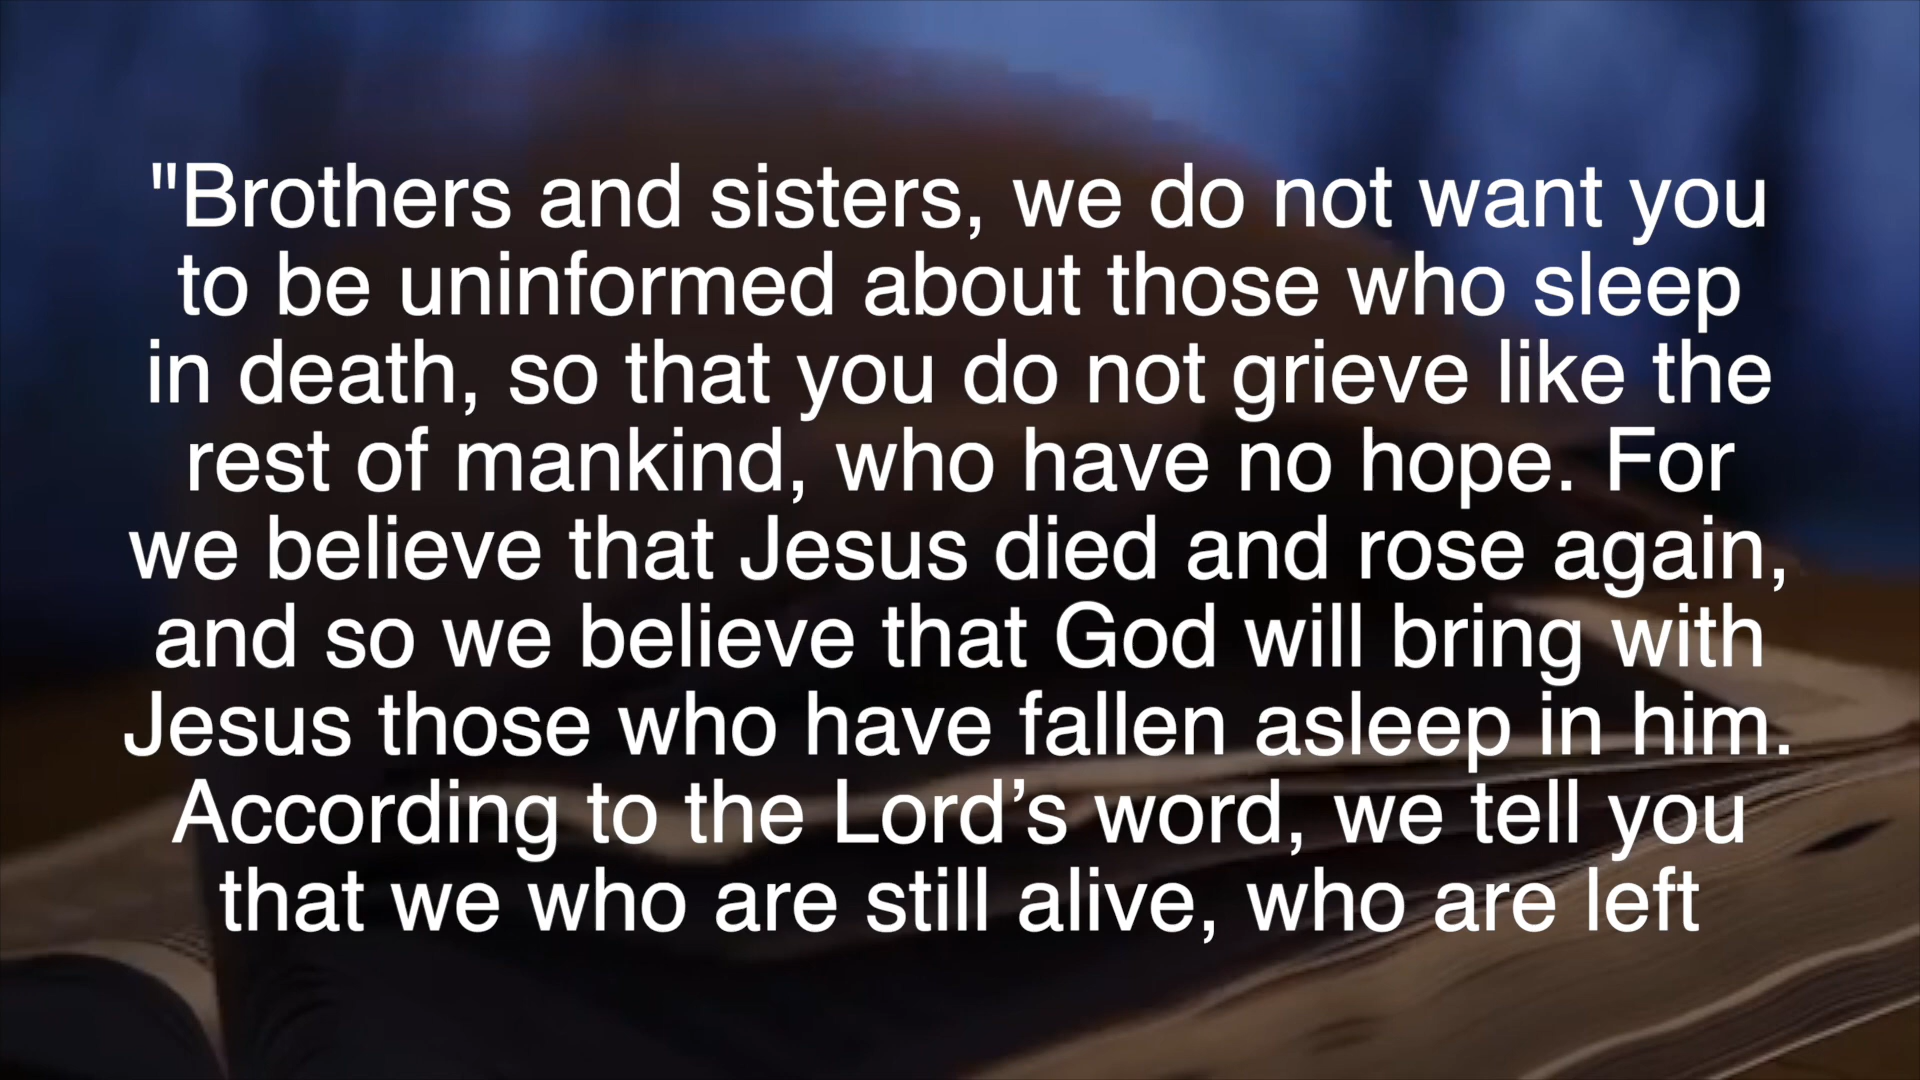 "Brothers and sisters, we do not want you
to be uninformed about those who sleep
in death, so that you do not grieve like the
rest of mankind, who have no hope. For
we believe that Jesus died and rose again,
and so we believe that God will bring with
Jesus those who have fallen asleep in him.
According to the Lord’s word, we tell you
that we who are still alive, who are left